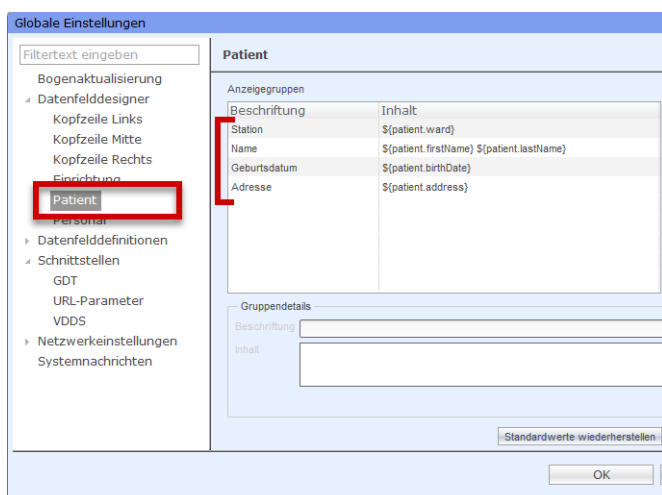 Globale Einstellungen
Filtertext eingeben
Bogenaktualisierung
Datenfelddesigner
Kopfzeile Links
Kopfzeile Mitte
Kopfzeile Rechts
Einrichtung
Patient
Personal
Datenfelddefinitionen
Schnittstellen
GDT
URL-Parameter
VDDS
Netzwerkeinstellungen
Systemnachrichten
Patient
Anzeigegruppen
Beschriftung Inhalt
Station ${patient.ward}
Name ${patient.firstName} ${patient.lastName}
Geburtsdatum ${patient.birthDate}
Adresse ${patient.address}
Gruppendetails
Beschriftung
Inhalt
Standardwerte wiederherstellen
OK